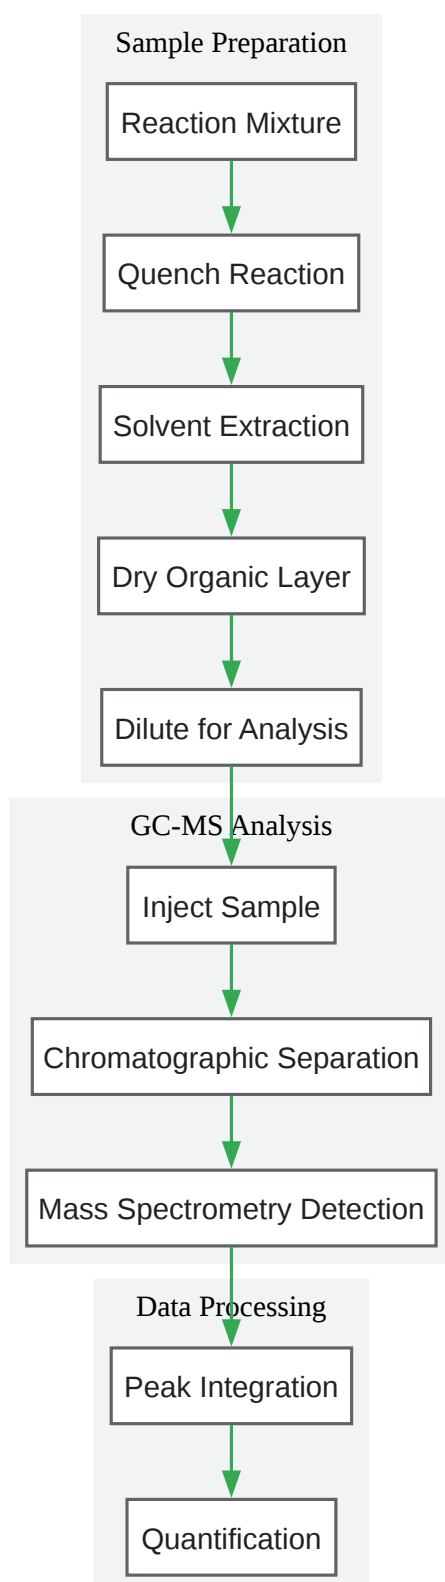 Sample Preparation
Reaction Mixture
Quench Reaction
Solvent Extraction
Dry Organic Layer
Dilute for Analysis
GC-MS Analysis
Inject Sample
Chromatographic Separation
Mass Spectrometry Detection
Data Processing
Peak Integration
Quantification